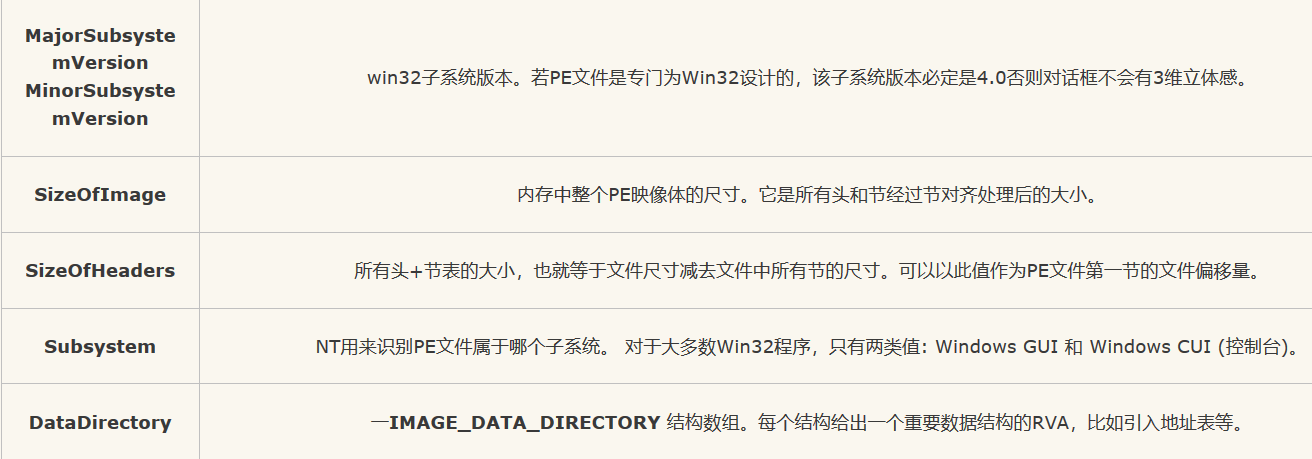 MajorSubsyste
mVersion
MinorSubsyste
mVersion
win32子系统版本。若PE文件是专门为Win32设计的，该子系统版本必定是4.0否则对话框不会有3维立体感。
SizeOfImage
内存中整个PE映像体的尺寸。它是所有头和节经过节对齐处理后的大小。
SizeOfHeaders
所有头+节表的大小，也就等于文件尺寸减去文件中所有节的尺寸。可以以此值作为PE文件第一节的文件偏移量。
Subsystem
NT用来识别PE文件属于哪个子系统。 对于大多数Win32程序，只有两类值: Windows GUI 和 Windows CUI (控制台)。
DataDirectory
一IMAGE_DATA_DIRECTORY 结构数组。每个结构给出一个重要数据结构的RVA，比如引入地址表等。